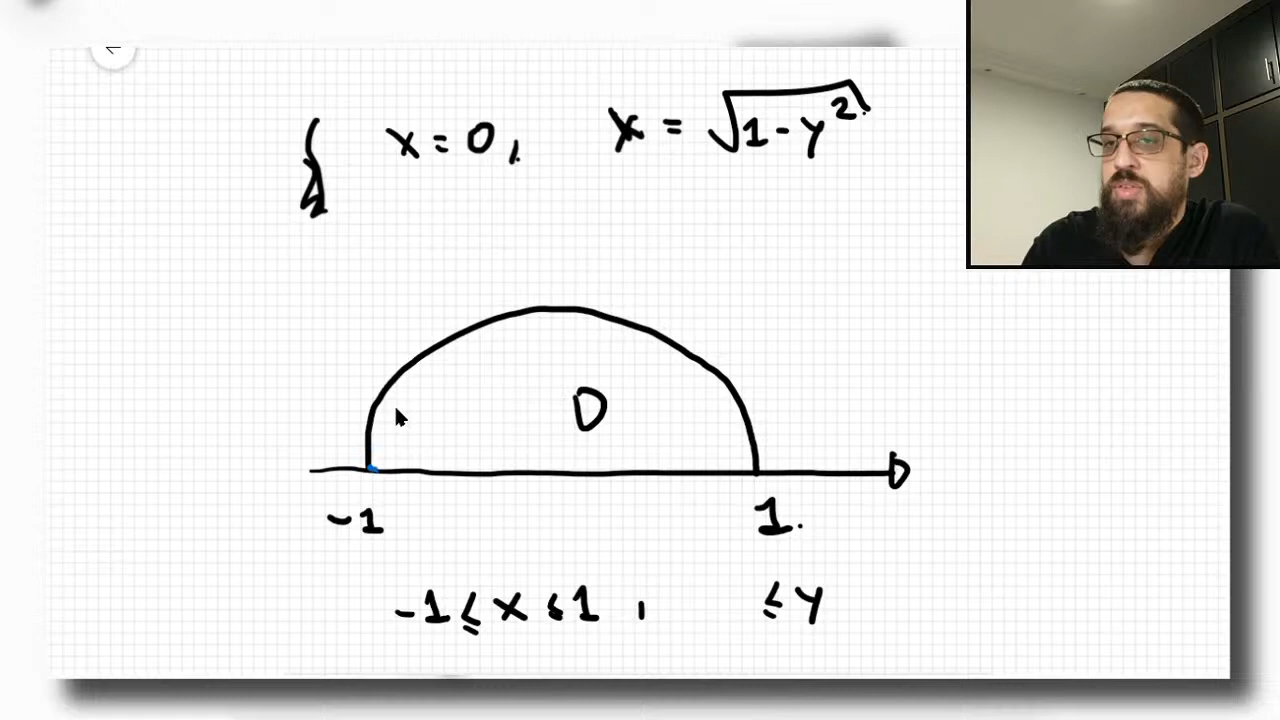 { x = 0, x = √1 - y².
D
-1 1.
-1 ≤ x ≤ 1 , ≤ y